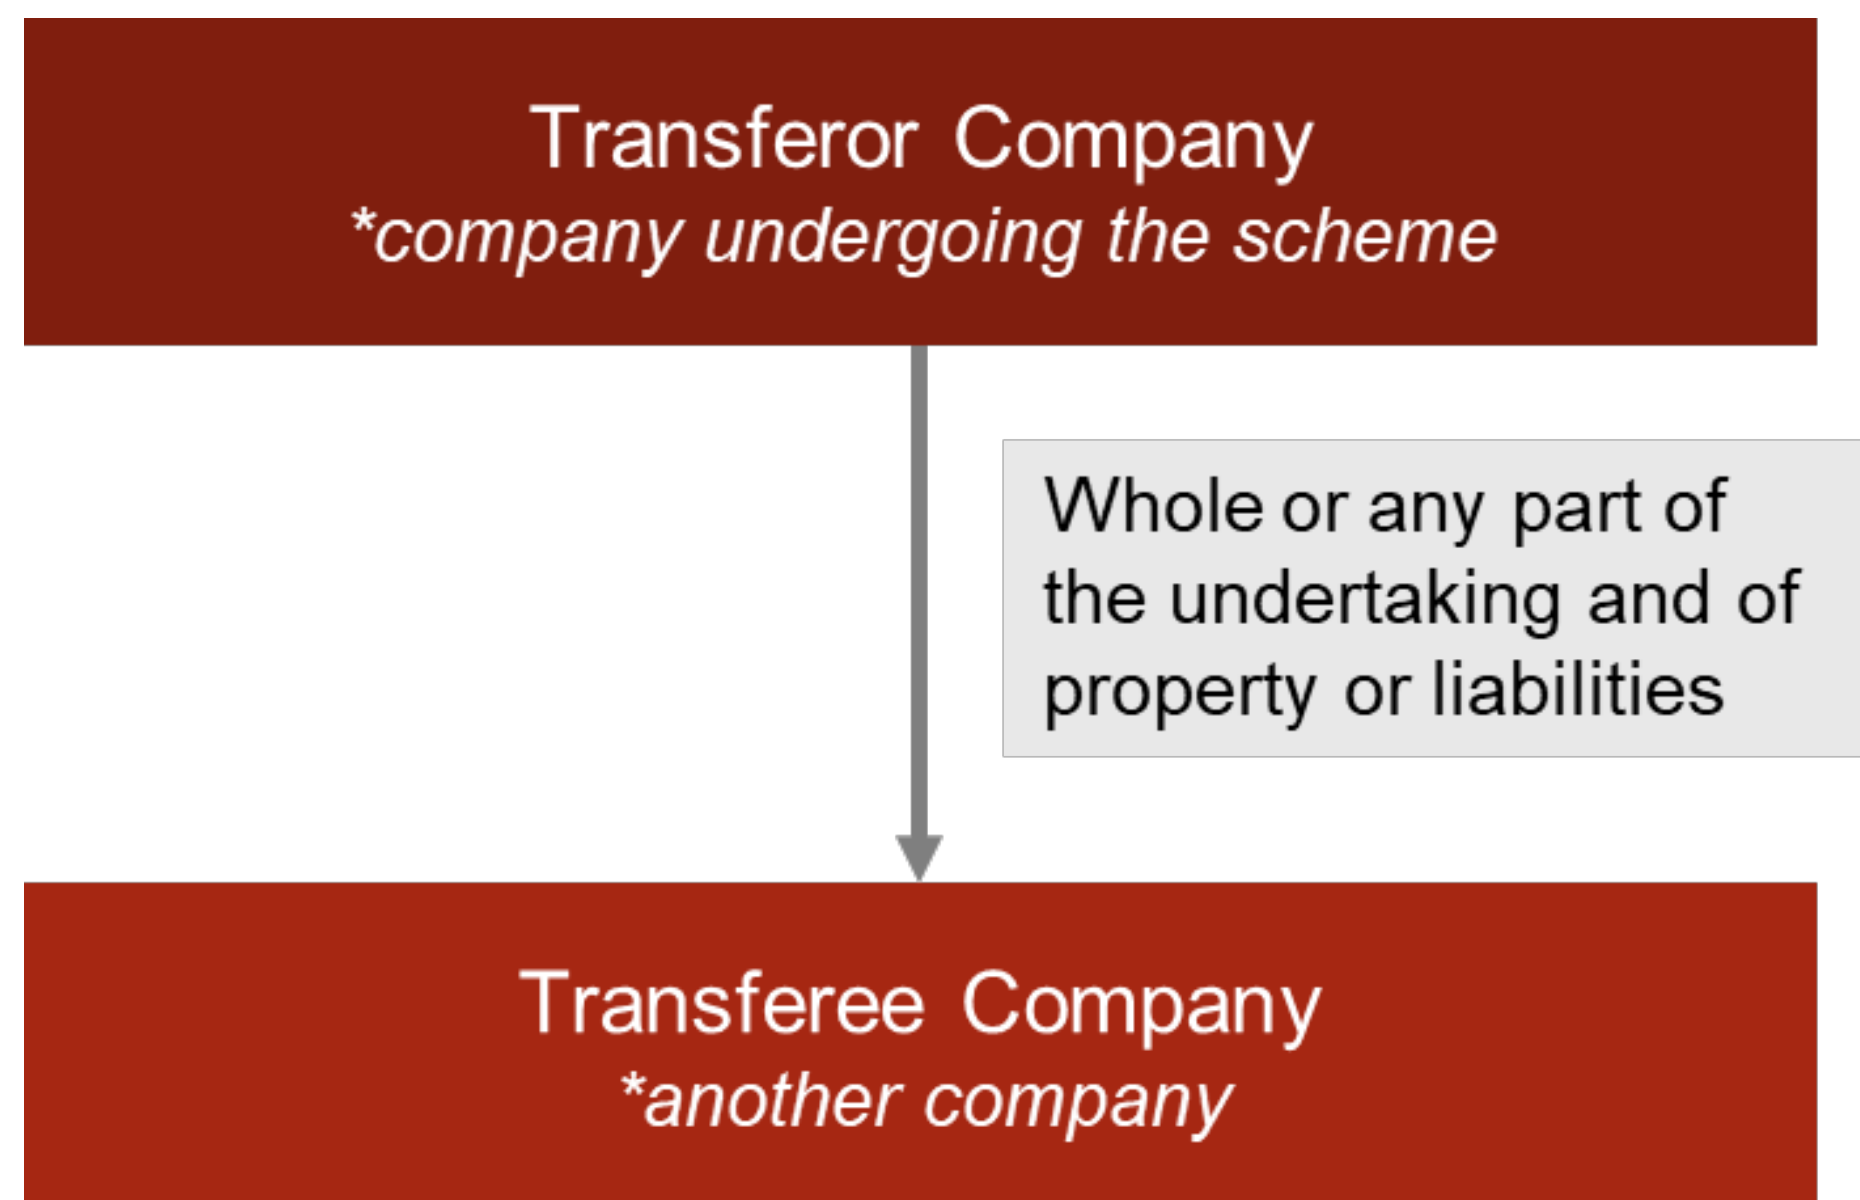 Transferor Company
*company undergoing the scheme
Whole or any part of
the undertaking and of
property or liabilities
Transferee Company
*another company